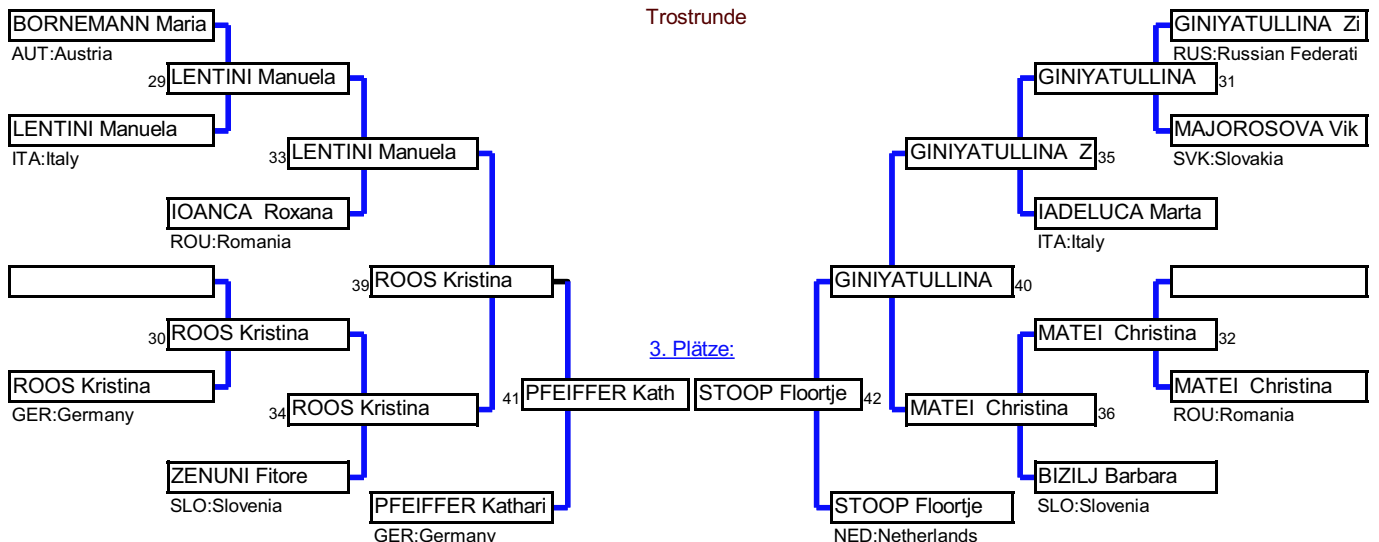 Trostrunde
BORNEMANN Maria
AUT:Austria
29 LENTINI Manuela
LENTINI Manuela
ITA:Italy
33 LENTINI Manuela
IOANCA Roxana
ROU:Romania
39 ROOS Kristina
30 ROOS Kristina
ROOS Kristina
GER:Germany
34 ROOS Kristina
ZENUNI Fitore
SLO:Slovenia
41 PFEIFFER Kath
PFEIFFER Kathari
GER:Germany
3. Plätze:
GINIYATULLINA Zi
RUS:Russian Federati
GINIYATULLINA 31
MAJOROSOVA Vik
SVK:Slovakia
GINIYATULLINA Z 35
IADELUCA Marta
ITA:Italy
GINIYATULLINA 40
MATEI Christina 32
MATEI Christina
ROU:Romania
MATEI Christina 36
BIZILJ Barbara
SLO:Slovenia
STOOP Floortje 42
STOOP Floortje
NED:Netherlands